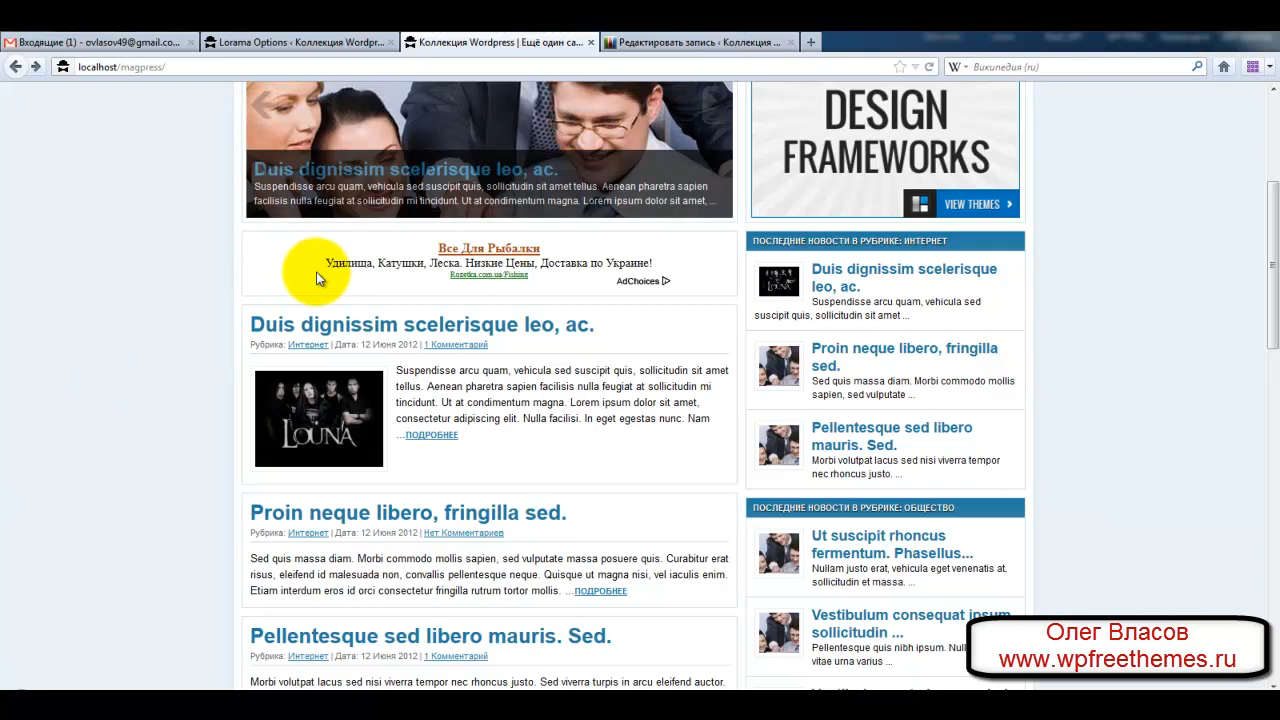 Входящие (1) - ovlasov49@gmail.co...
Lorama Options ‹ Коллекция Wordpr...
Коллекция Wordpress | Ещё один са...
Редактировать запись ‹ Коллекция ...
localhost/magpress/
Википедия (ru)
Duis dignissim scelerisque leo, ac.
Suspendisse arcu quam, vehicula sed suscipit quis, sollicitudin sit amet tellus. Aenean pharetra sapien
facilisis nulla feugiat at sollicitudin mi tincidunt. Ut at condimentum magna. Lorem ipsum dolor sit amet, ...
DESIGN
FRAMEWORKS
VIEW THEMES
Все Для Рыбалки
Удилища, Катушки, Леска. Низкие Цены, Доставка по Украине!
Rozetka.com.ua/Fishing
AdChoices
Duis dignissim scelerisque leo, ac.
Рубрика: Интернет | Дата: 12 Июня 2012 | 1 Комментарий
LOUNA
Suspendisse arcu quam, vehicula sed suscipit quis, sollicitudin sit amet
tellus. Aenean pharetra sapien facilisis nulla feugiat at sollicitudin mi
tincidunt. Ut at condimentum magna. Lorem ipsum dolor sit amet,
consectetur adipiscing elit. Nulla facilisi. In eget egestas nunc. Nam
...ПОДРОБНЕЕ
Proin neque libero, fringilla sed.
Рубрика: Интернет | Дата: 12 Июня 2012 | Нет Комментариев
Sed quis massa diam. Morbi commodo mollis sapien, sed vulputate massa posuere quis. Curabitur erat
risus, eleifend id malesuada non, convallis pellentesque neque. Quisque ut magna nisi, vel iaculis enim.
Etiam interdum eros id orci consectetur fringilla rutrum tortor mollis. ...ПОДРОБНЕЕ
Pellentesque sed libero mauris. Sed.
Рубрика: Интернет | Дата: 12 Июня 2012 | 1 Комментарий
Morbi volutpat lacus sed nisi viverra tempor nec rhoncus justo. Sed viverra turpis in arcu eleifend auctor.
ПОСЛЕДНИЕ НОВОСТИ В РУБРИКЕ: ИНТЕРНЕТ
Duis dignissim scelerisque
leo, ac.
Suspendisse arcu quam, vehicula sed
suscipit quis, sollicitudin sit amet ...
Proin neque libero, fringilla
sed.
Sed quis massa diam. Morbi commodo mollis
sapien, sed vulputate ...
Pellentesque sed libero
mauris. Sed.
Morbi volutpat lacus sed nisi viverra tempor
nec rhoncus justo. ...
ПОСЛЕДНИЕ НОВОСТИ В РУБРИКЕ: ОБЩЕСТВО
Ut suscipit rhoncus
fermentum. Phasellus...
Nullam justo erat, vehicula eget venenatis at,
sollicitudin et massa. ...
Vestibulum consequat ipsum
sollicitudin ...
Pellentesque quis nibh ipsum.
vitae urna varius ...
Олег Власов
www.wpfreethemes.ru